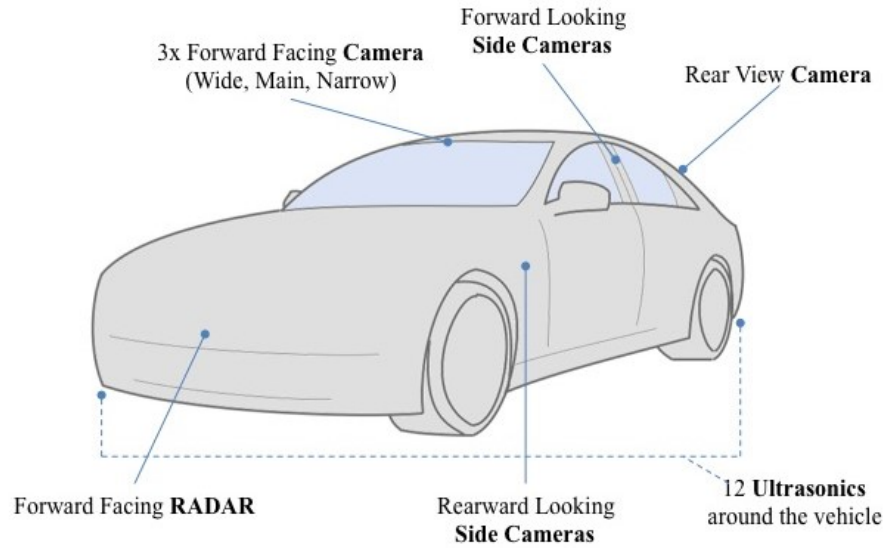 Forward Looking
Side Cameras
3x Forward Facing Camera
(Wide, Main, Narrow)
Rear View Camera
Forward Facing RADAR
Rearward Looking
Side Cameras
12 Ultrasonics
around the vehicle